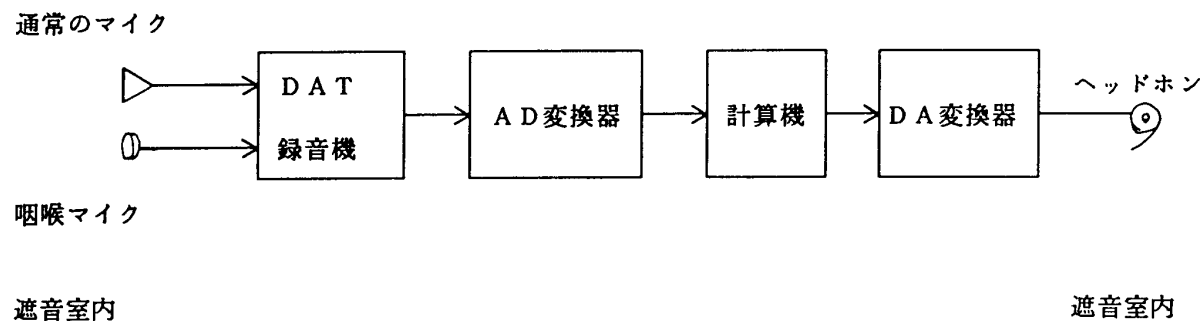 通常のマイク
ＤＡＴ
録音機
ＡＤ変換器
計算機
ＤＡ変換器
ヘッドホン
咽喉マイク
遮音室内
遮音室内